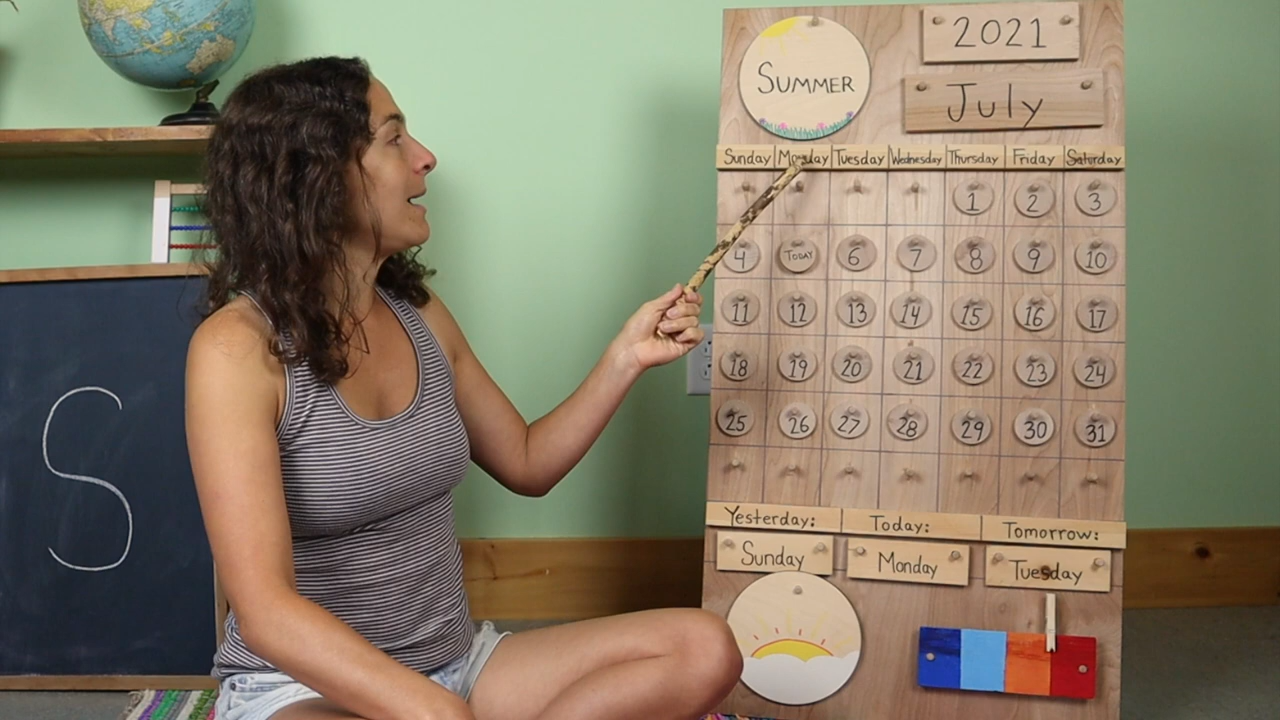 SUMMER
2021
July
Sunday Monday Tuesday Wednesday Thursday Friday Saturday
1 2 3
4 TODAY 6 7 8 9 10
11 12 13 14 15 16 17
18 19 20 21 22 23 24
25 26 27 28 29 30 31
Yesterday: Today: Tomorrow:
Sunday Monday Tuesday
S